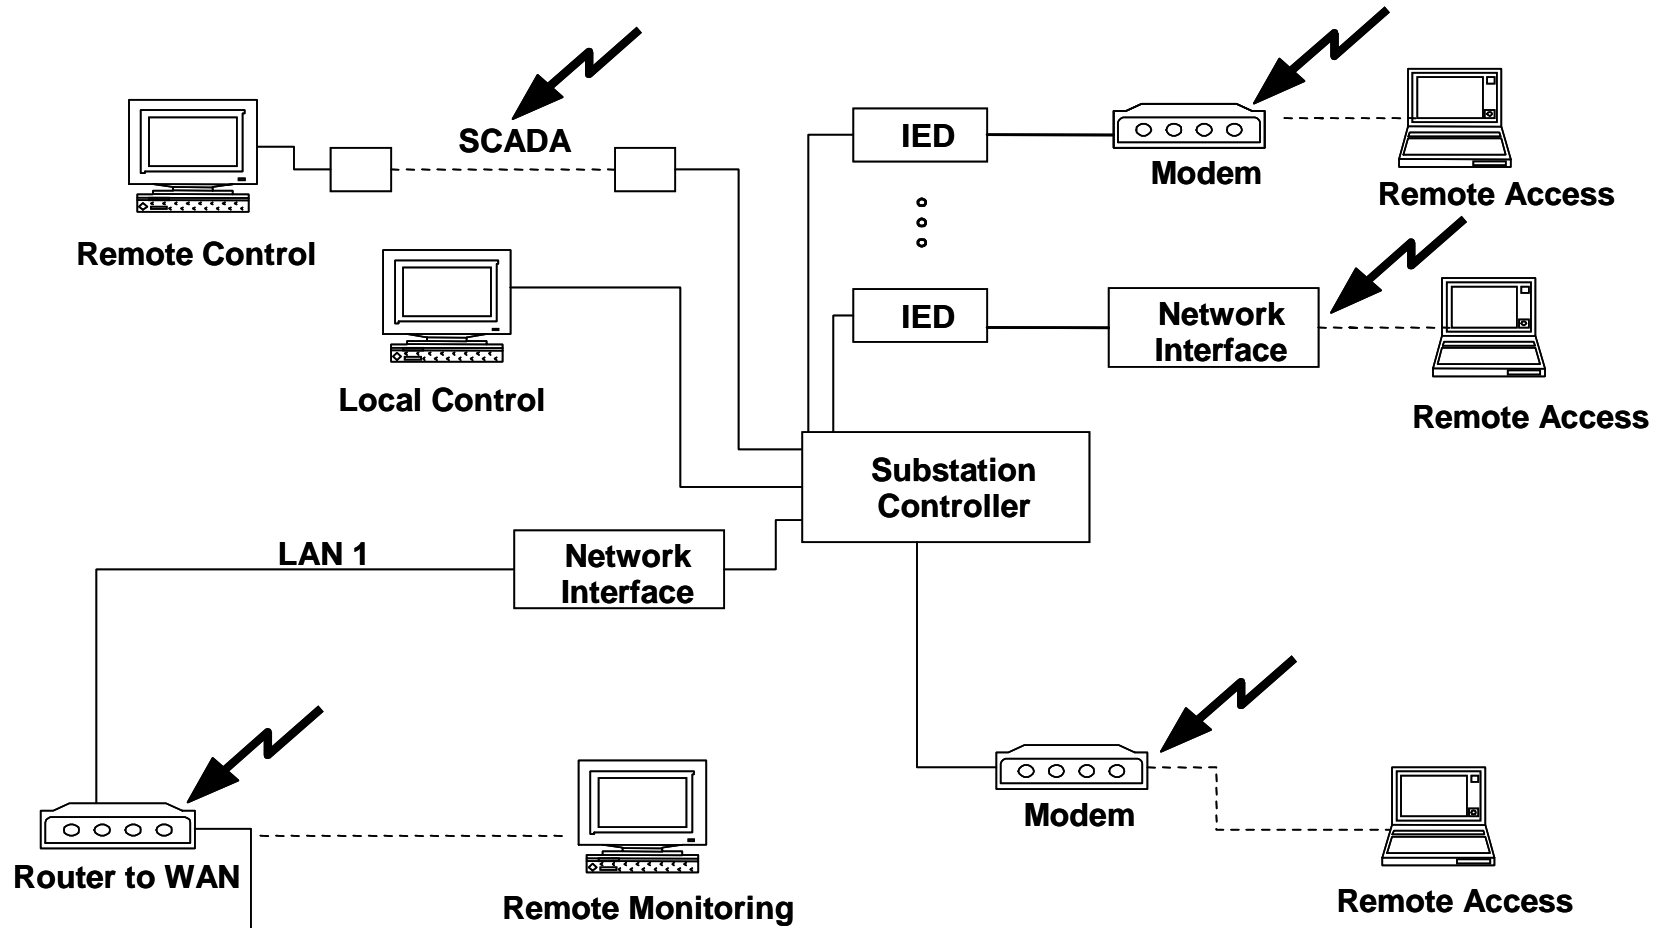 SCADA
IED
Modem
Remote Access
Remote Control
IED
Network
Interface
Local Control
Remote Access
Substation
Controller
LAN 1
Network
Interface
Modem
Router to WAN
Remote Monitoring
Remote Access